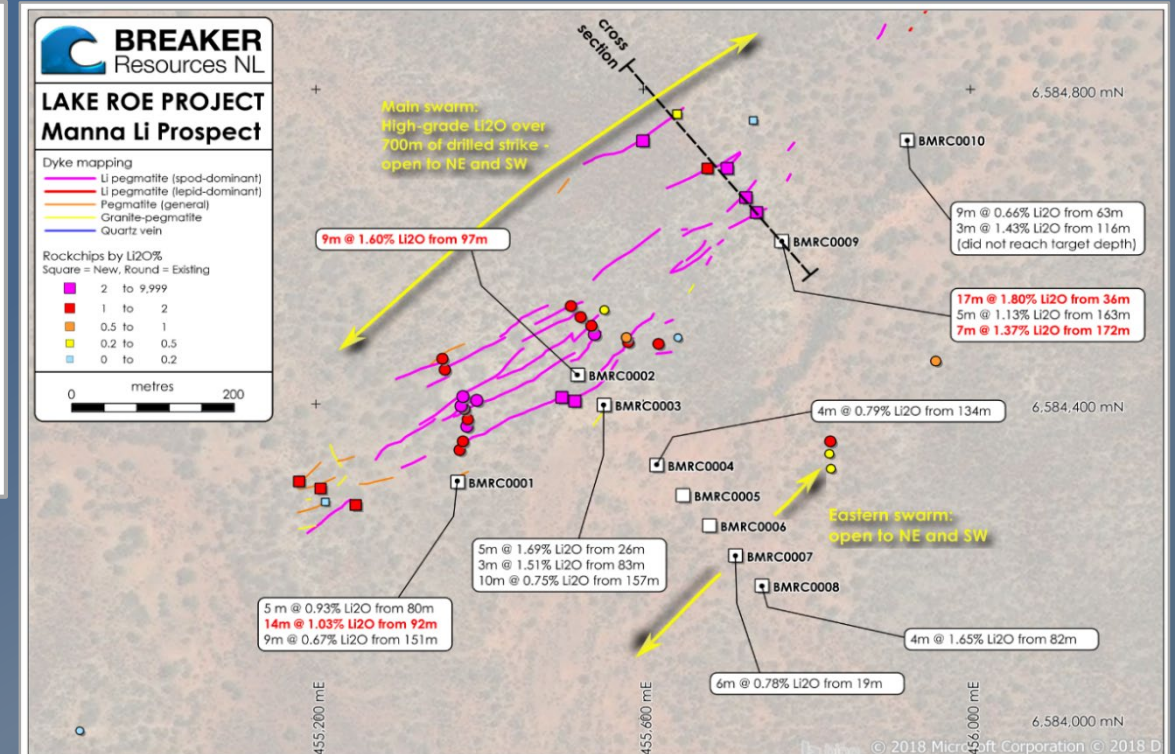 BREAKER
Resources NL
LAKE ROE PROJECT
Manna Li Prospect
Dyke mapping
Li pegmatite (spod-dominant)
Li pegmatite (lepid-dominant)
Pegmatite (general)
Granite-pegmatite
Quartz vein
Rockchips by Li2O%
Square = New, Round = Existing
2 to 9,999
1 to 2
0.5 to 1
0.2 to 0.5
0 to 0.2
metres
0 200
cross
section
Main swarm:
High-grade Li2O over
700m of drilled strike -
open to NE and SW
6,584,800 mN
BMRC0010
9m @ 0.66% Li2O from 63m
3m @ 1.43% Li2O from 116m
(did not reach target depth)
9m @ 1.60% Li2O from 97m
BMRC0009
17m @ 1.80% Li2O from 36m
5m @ 1.13% Li2O from 163m
7m @ 1.37% Li2O from 172m
BMRC0002
BMRC0003
6,584,400 mN
4m @ 0.79% Li2O from 134m
BMRC0004
BMRC0001
BMRC0005
BMRC0006
Eastern swarm:
open to NE and SW
5m @ 1.69% Li2O from 26m
3m @ 1.51% Li2O from 83m
10m @ 0.75% Li2O from 157m
BMRC0007
BMRC0008
5 m @ 0.93% Li2O from 80m
14m @ 1.03% Li2O from 92m
9m @ 0.67% Li2O from 151m
4m @ 1.65% Li2O from 82m
6m @ 0.78% Li2O from 19m
455,200 mE
455,600 mE
456,000 mE
6,584,000 mN
© 2018 Microsoft Corporation © 2018 D